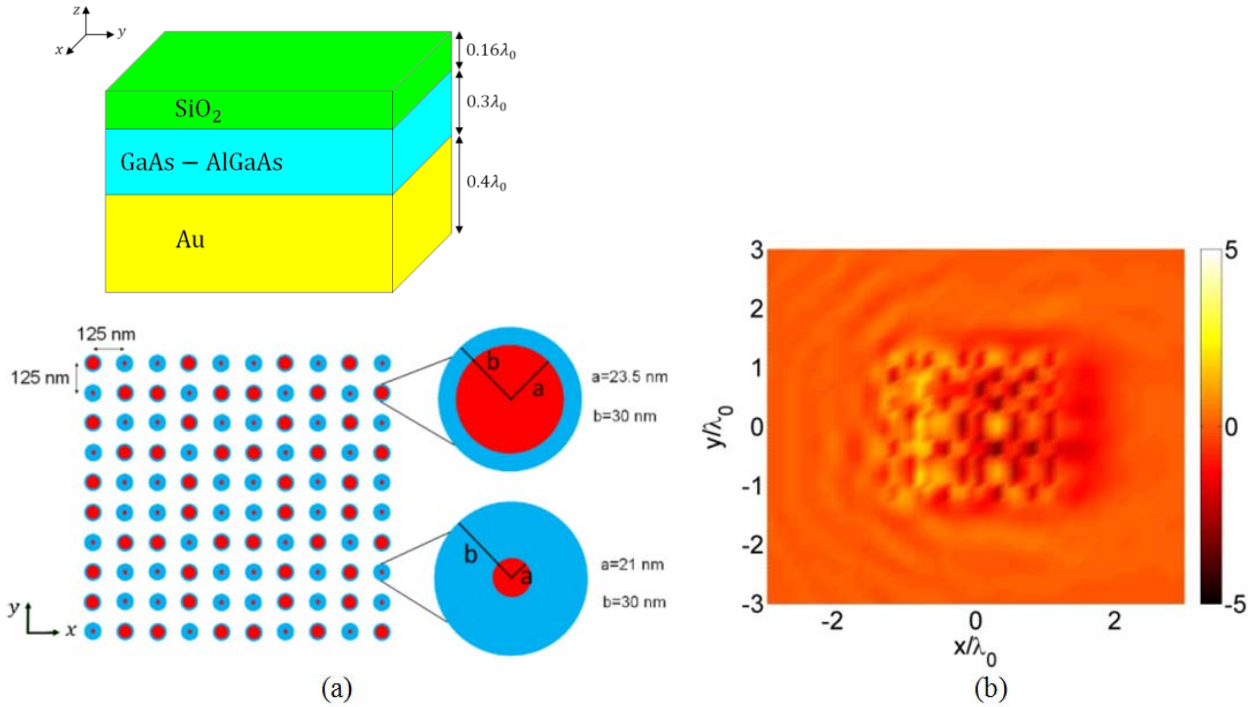 z
y
x
0.16λ₀
0.3λ₀
0.4λ₀
SiO₂
GaAs − AlGaAs
Au
125 nm
125 nm
b
a
a=23.5 nm
b=30 nm
b
a
a=21 nm
b=30 nm
y
x
(a)
3
2
1
0
-1
-2
-3
y/λ₀
-2
0
2
x/λ₀
5
0
-5
(b)